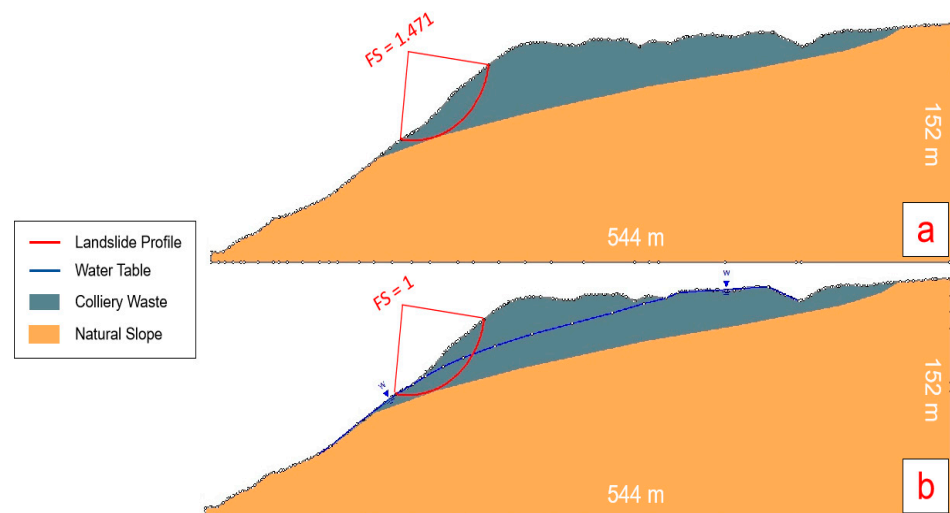 FS = 1.471
152 m
544 m
a
Landslide Profile
Water Table
Colliery Waste
Natural Slope
W
FS = 1
W
152 m
544 m
b